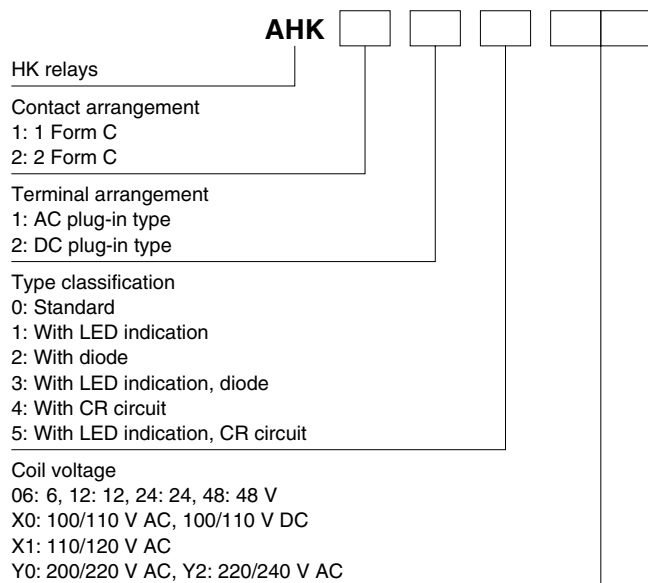 AHK
HK relays
Contact arrangement
1: 1 Form C
2: 2 Form C
Terminal arrangement
1: AC plug-in type
2: DC plug-in type
Type classification
0: Standard
1: With LED indication
2: With diode
3: With LED indication, diode
4: With CR circuit
5: With LED indication, CR circuit
Coil voltage
06: 6, 12: 12, 24: 24, 48: 48 V
X0: 100/110 V AC, 100/110 V DC
X1: 110/120 V AC
Y0: 200/220 V AC, Y2: 220/240 V AC